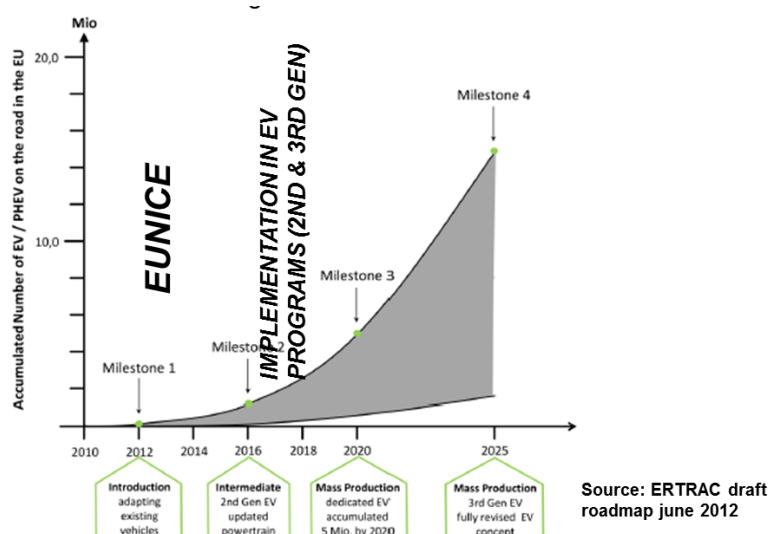 Mio
20,0
10,0
Accumulated Number of EV / PHEV on the road in the EU
EUNICE
IMPLEMENTATION IN EV
PROGRAMS (2ND & 3RD GEN)
Milestone 1
Milestone 2
Milestone 3
Milestone 4
2010 2012 2014 2016 2018 2020 2025
Introduction
adapting
existing
vehicles
Intermediate
2nd Gen EV
updated
powertrain
Mass Production
dedicated EV
accumulated
5 Mio. by 2020
Mass Production
3rd Gen EV
fully revised EV
concept
Source: ERTRAC draft
roadmap june 2012